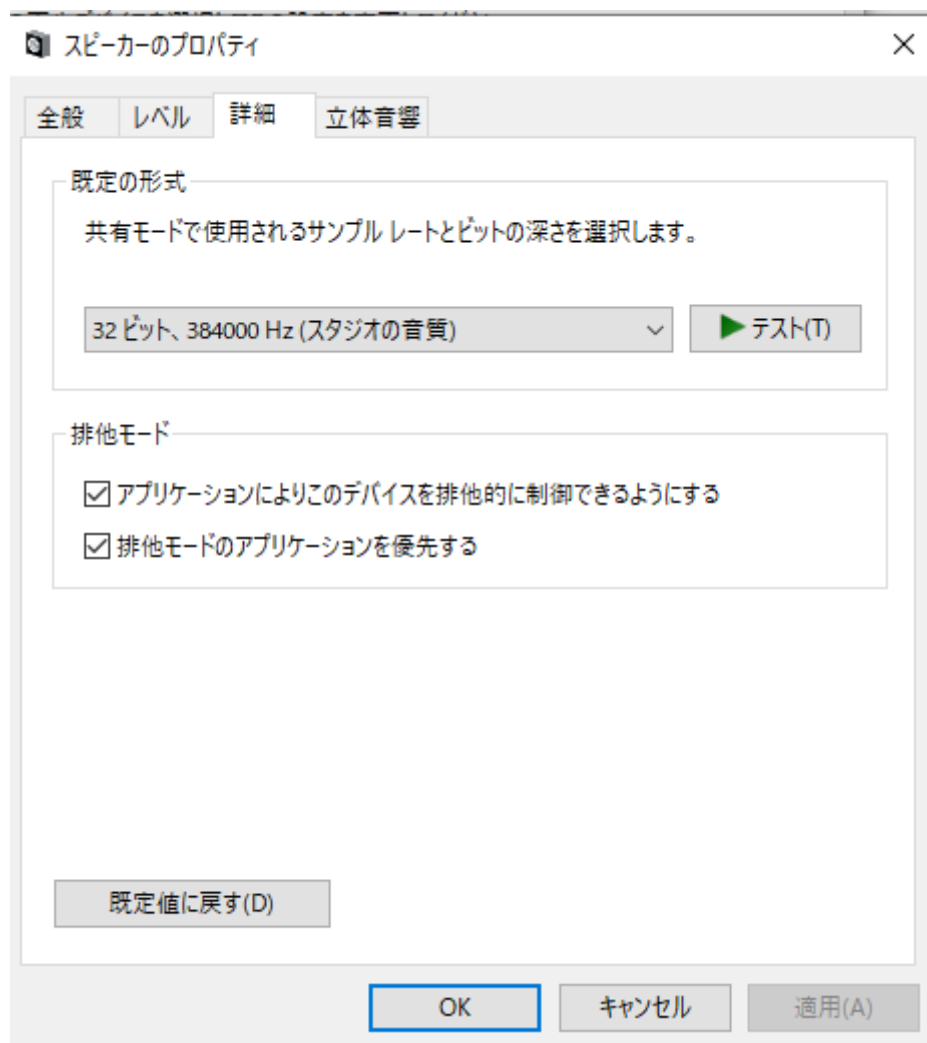 スピーカーのプロパティ
全般 レベル 詳細 立体音響
既定の形式
共有モードで使用されるサンプル レートとビットの深さを選択します。
32 ビット、384000 Hz (スタジオの音質)
テスト(T)
排他モード
アプリケーションによりこのデバイスを排他的に制御できるようにする
排他モードのアプリケーションを優先する
既定値に戻す(D)
OK キャンセル 適用(A)